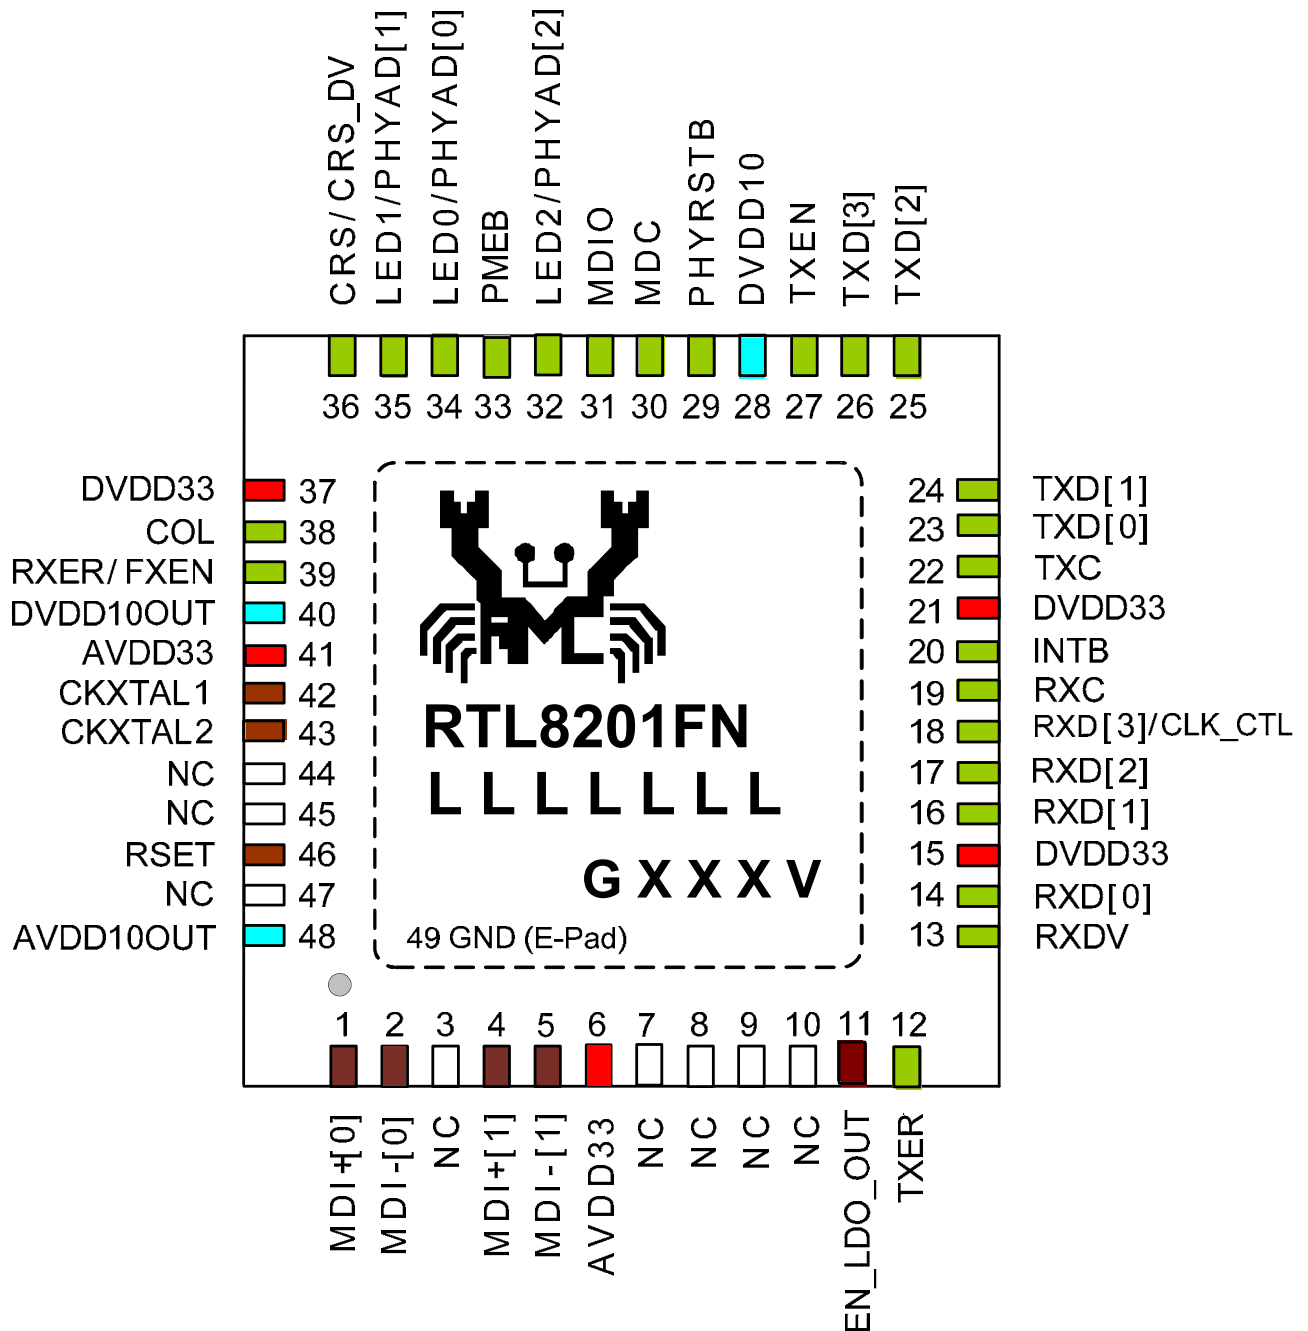 CRS/CRS_DV
LED1/PHYAD[1]
LED0/PHYAD[0]
PMEB
LED2/PHYAD[2]
MDIO
MDC
PHYRSTB
DVDD10
TXEN
TXD[3]
TXD[2]
36 35 34 33 32 31 30 29 28 27 26 25
DVDD33 37
COL 38
RXER/FXEN 39
DVDD10OUT 40
AVDD33 41
CKXTAL1 42
CKXTAL2 43
NC 44
NC 45
RSET 46
NC 47
AVDD10OUT 48
RTL8201FN
LLLLLLL
GXXXV
49 GND (E-Pad)
24 TXD[1]
23 TXD[0]
22 TXC
21 DVDD33
20 INTB
19 RXC
18 RXD[3]/CLK_CTL
17 RXD[2]
16 RXD[1]
15 DVDD33
14 RXD[0]
13 RXDV
1 2 3 4 5 6 7 8 9 10 11 12
MDI+[0]
MDI-[0]
NC
MDI+[1]
MDI-[1]
AVDD33
NC
NC
NC
NC
EN_LDO_OUT
TXER